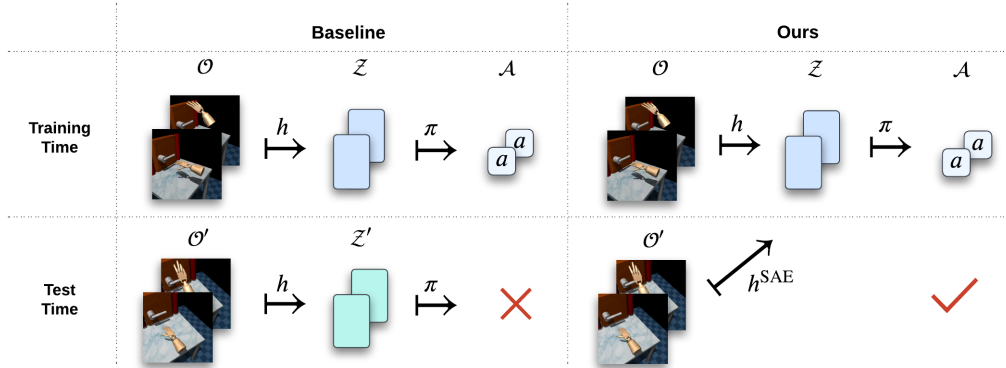 Baseline Ours
𝒪 𝒵 𝒜 𝒪 𝒵 𝒜
Training
Time
h π a a h π a a
𝒪′ 𝒵′ 𝒪′
Test
Time
h π h^SAE